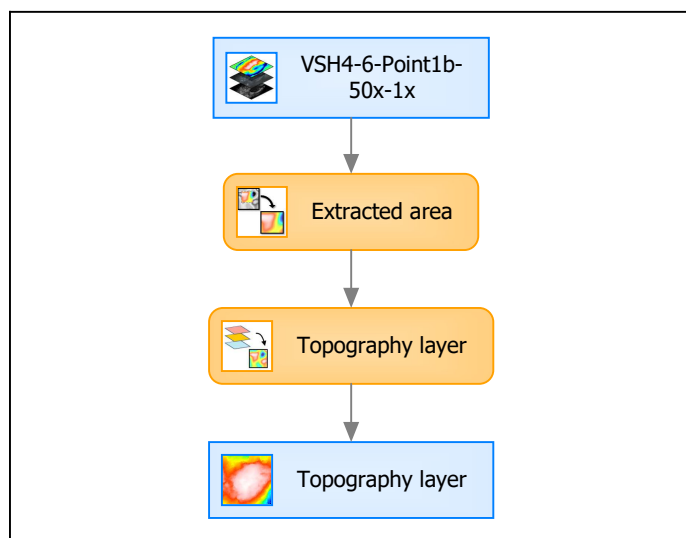 VSH4-6-Point1b-
50x-1x
Extracted area
Topography layer
Topography layer